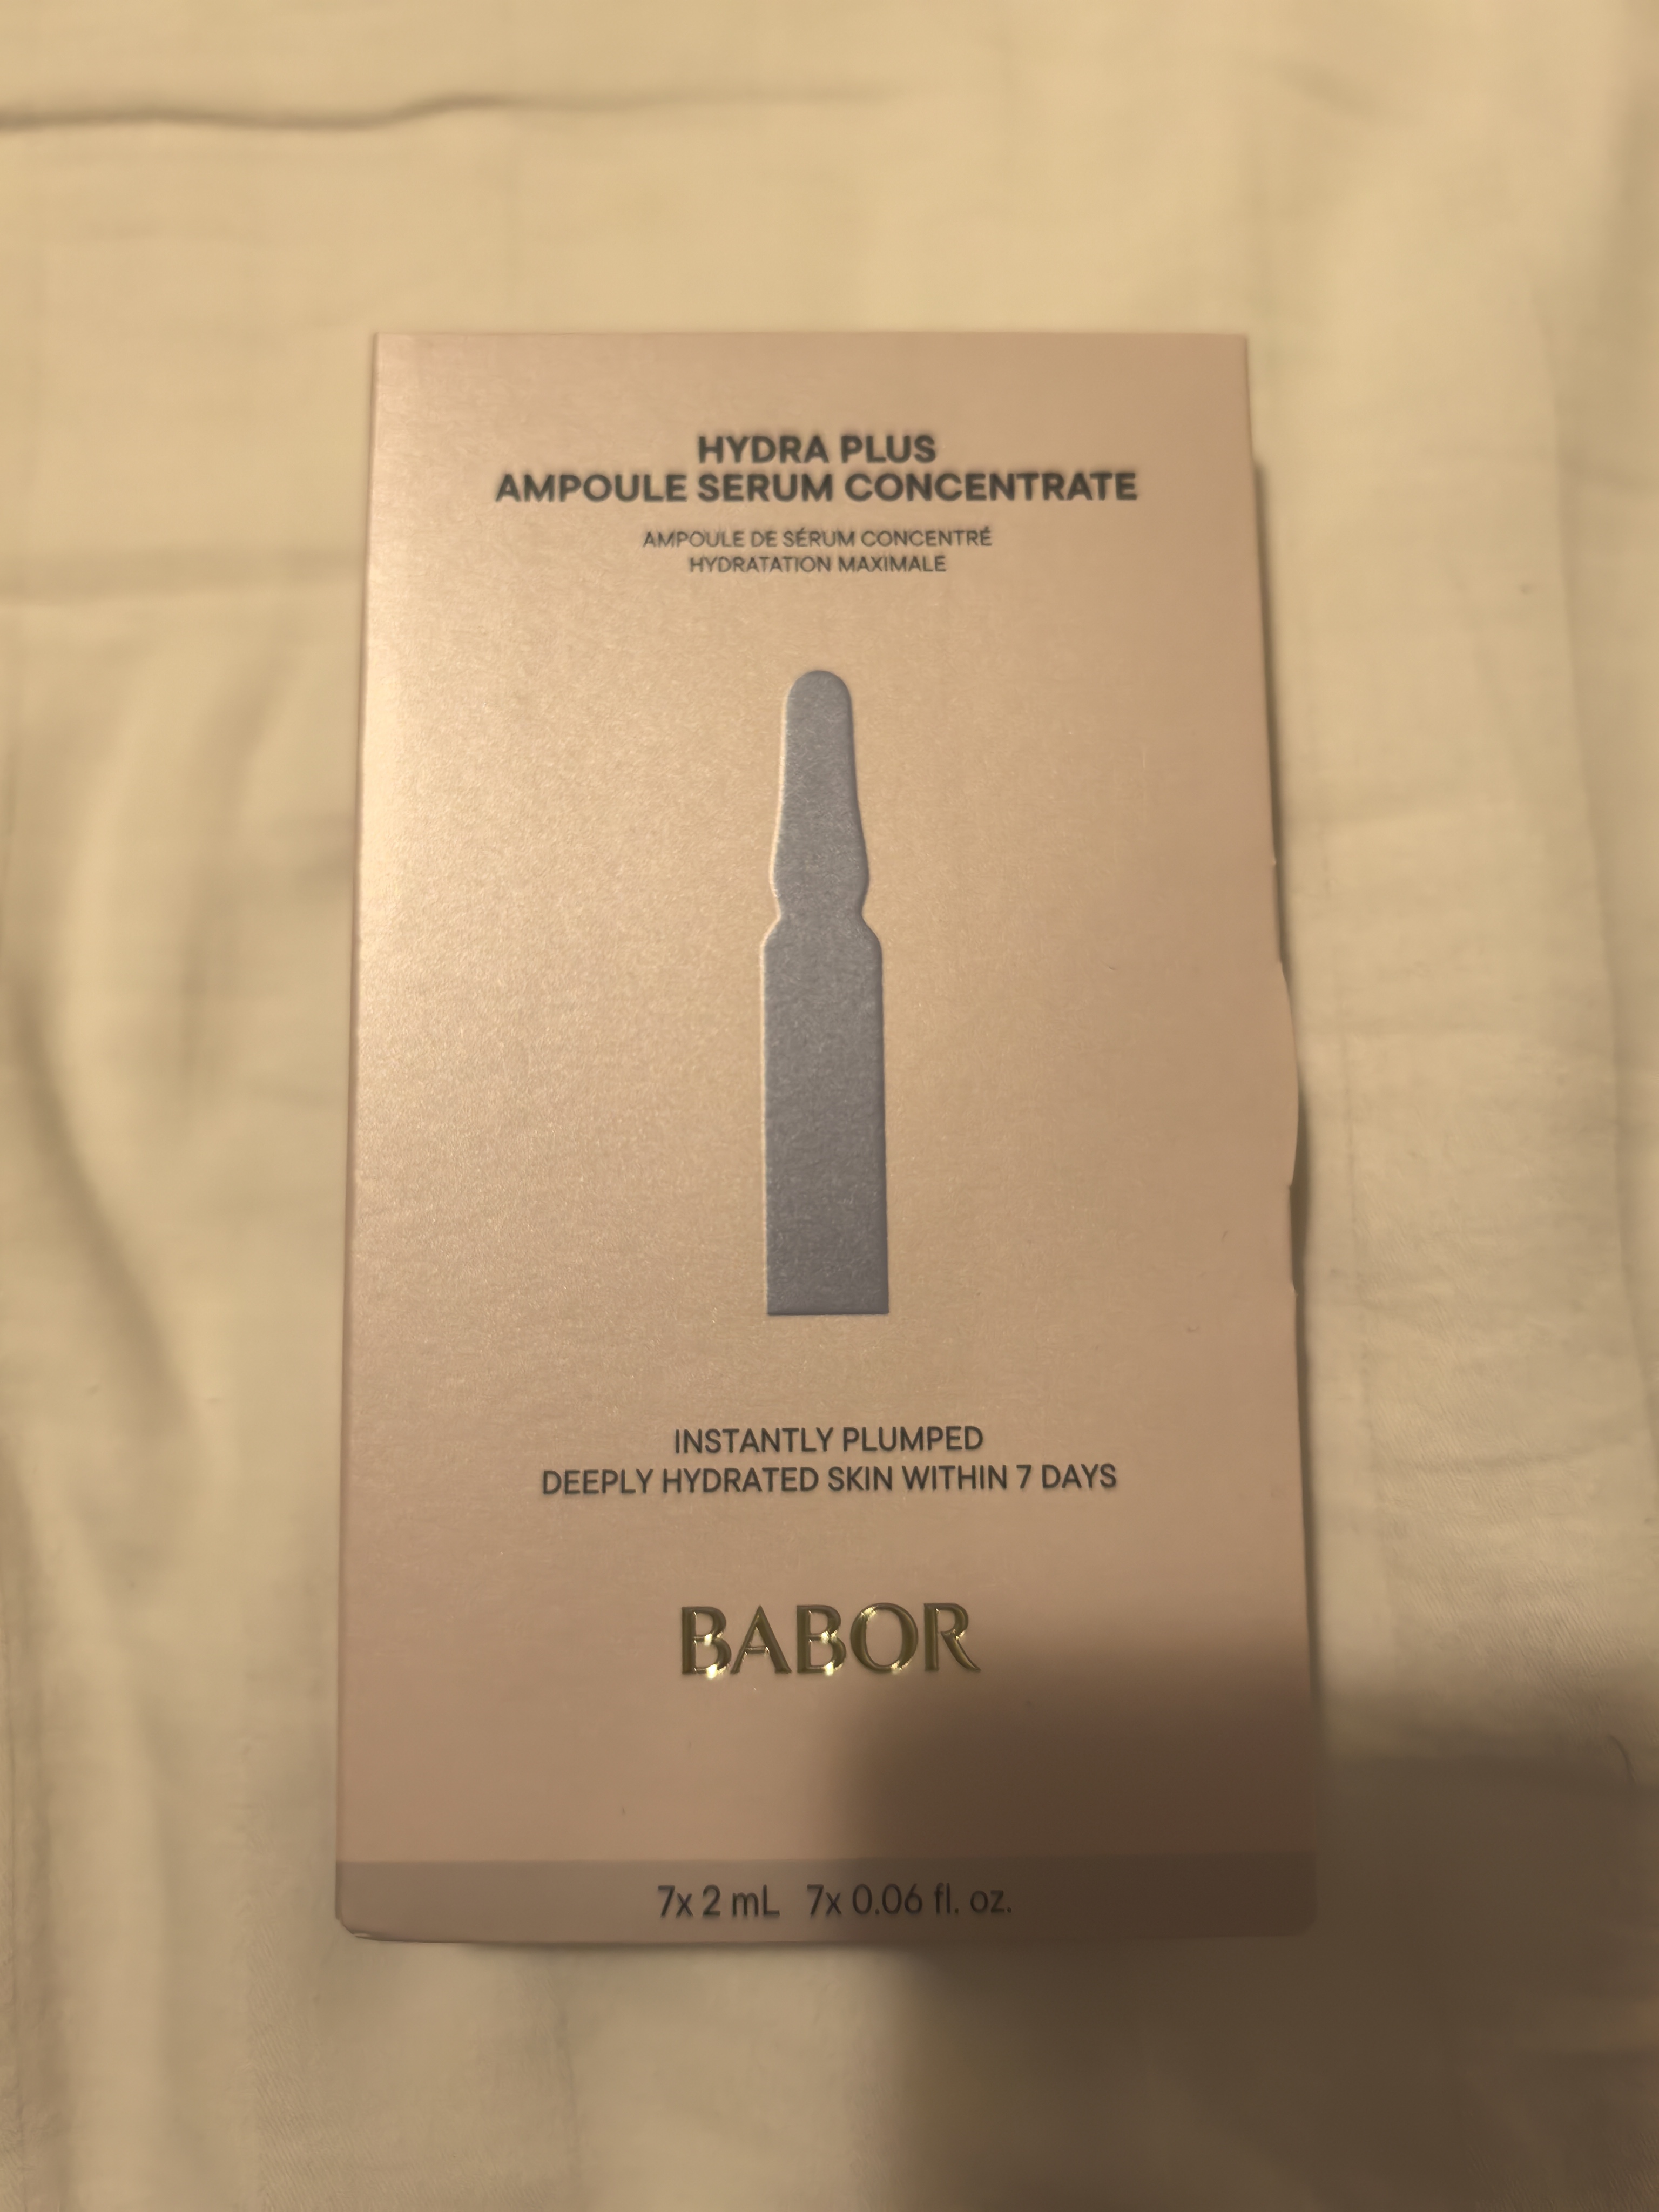 HYDRA PLUS
AMPOULE SERUM CONCENTRATE
AMPOULE DE SÉRUM CONCENTRÉ
HYDRATATION MAXIMALE
INSTANTLY PLUMPED
DEEPLY HYDRATED SKIN WITHIN 7 DAYS
BABOR
7x 2 mL 7x 0.06 fl. oz.